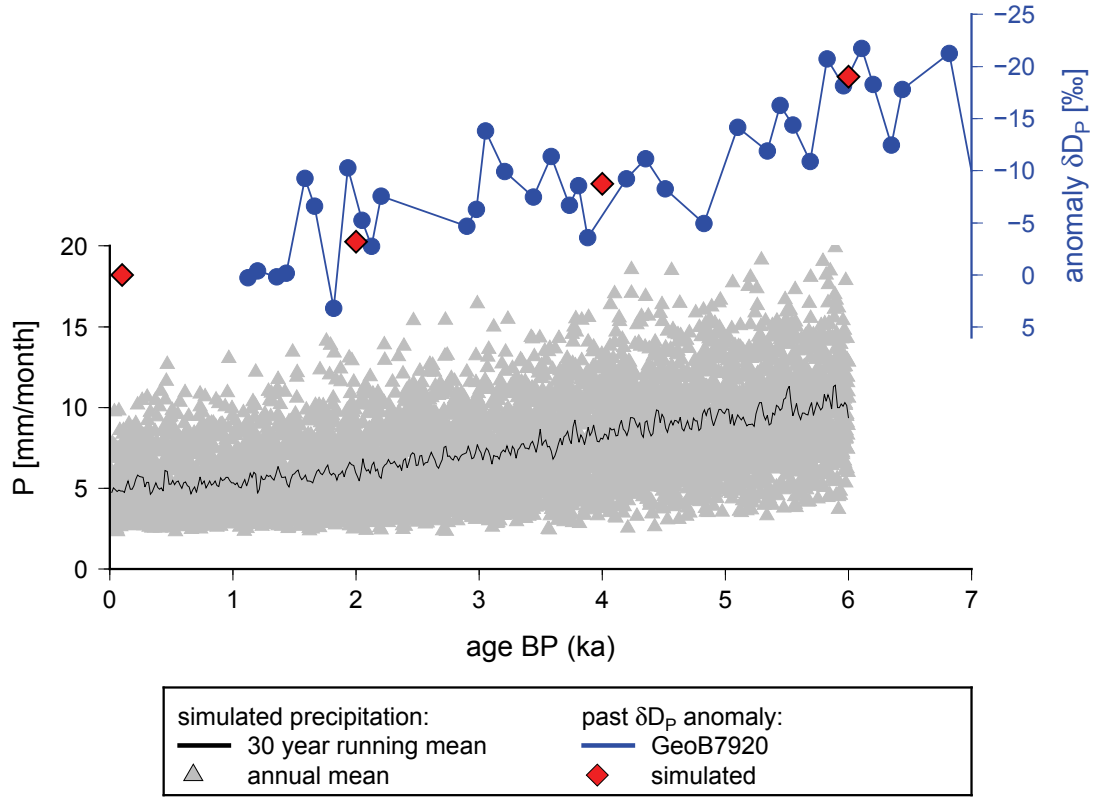 −25
−20
−15
−10
−5
0
5
anomaly δD_P [‰]
20
15
10
5
0
P [mm/month]
0 1 2 3 4 5 6 7
age BP (ka)
simulated precipitation:
30 year running mean
annual mean
past δD_P anomaly:
GeoB7920
simulated